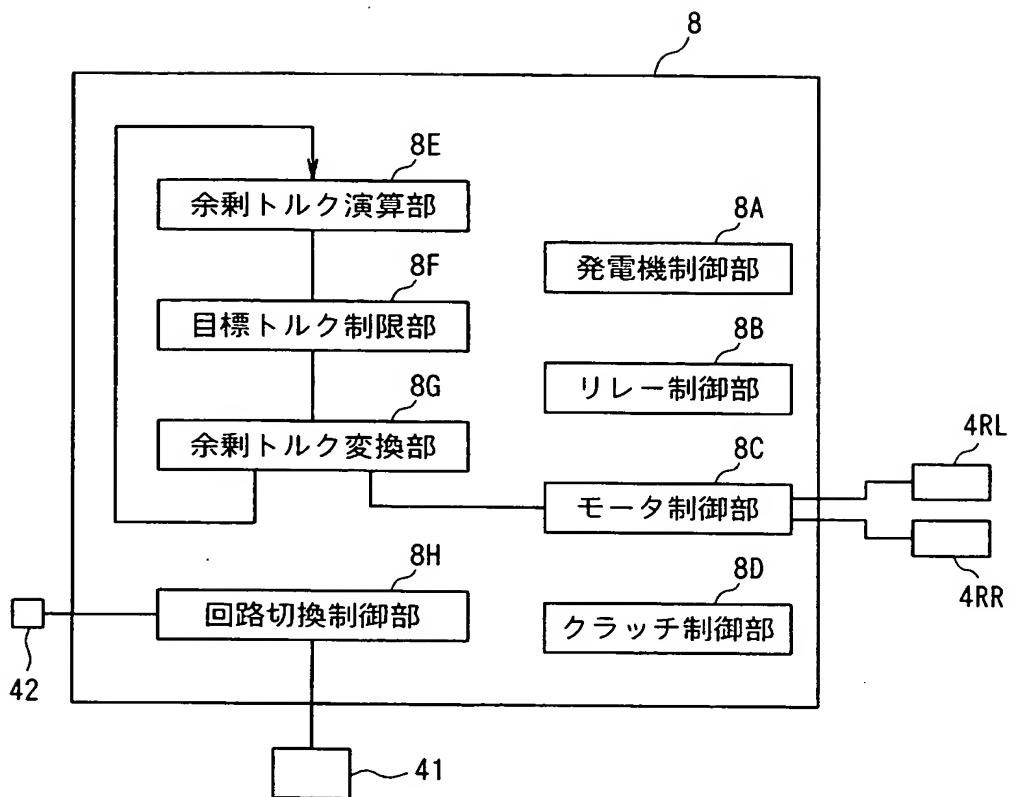 8
8E
余剰トルク演算部
8A
発電機制御部
8F
目標トルク制限部
8B
リレー制御部
8G
余剰トルク変換部
8C
モータ制御部
4RL
4RR
8H
回路切換制御部
8D
クラッチ制御部
42
41